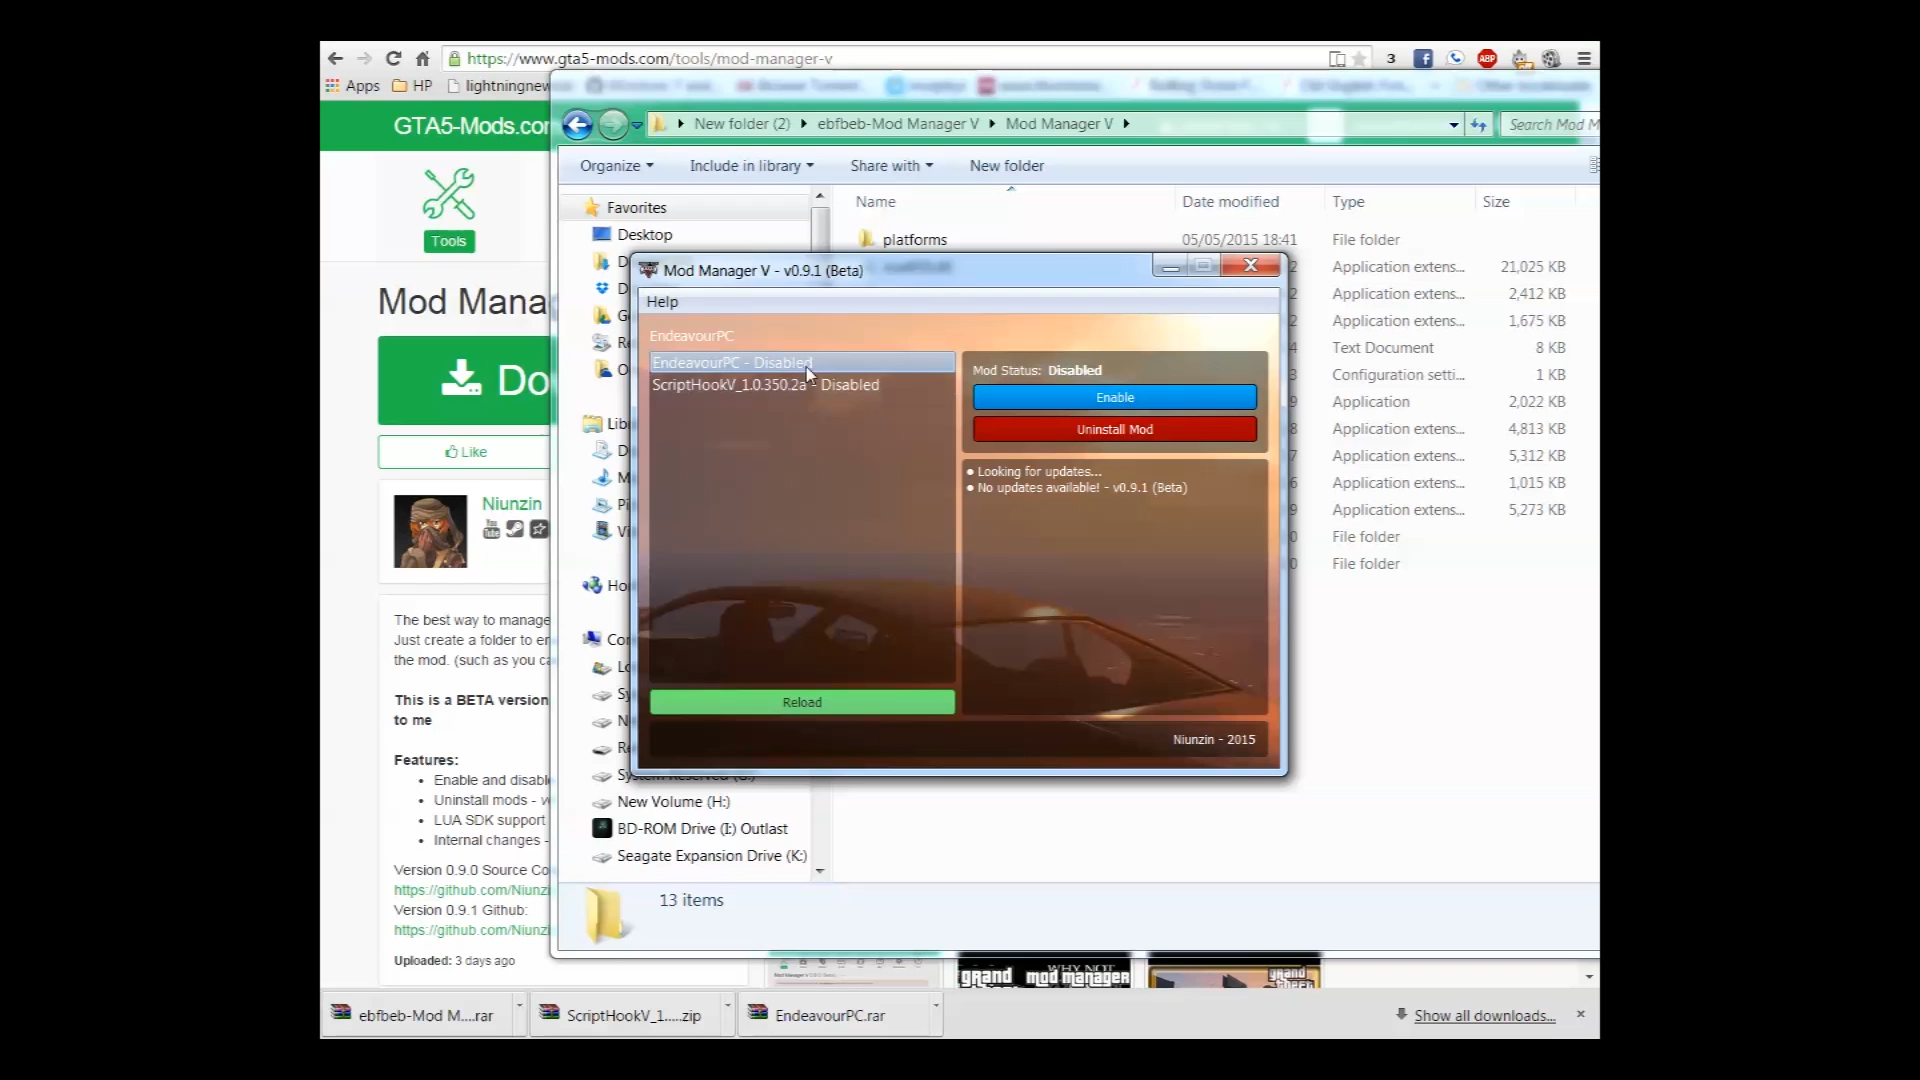 https://www.gta5-mods.com/tools/mod-manager-v
3
ABP
Apps
HP
lightningnew
GTA5-Mods.co
New folder (2)
ebfbeb-Mod Manager V
Mod Manager V
Search Mod M
Organize
Include in library
Share with
New folder
Tools
Favorites
Desktop
Name
Date modified
Type
Size
platforms
05/05/2015 18:41
File folder
Application extens...
21,025 KB
Application extens...
2,412 KB
Application extens...
1,675 KB
Text Document
8 KB
Configuration setti...
1 KB
Application
2,022 KB
Application extens...
4,813 KB
Application extens...
5,312 KB
Application extens...
1,015 KB
Application extens...
5,273 KB
File folder
File folder
Mod Mana
Do
Like
Niunzin
The best way to manage
Just create a folder to e
the mod. (such as you ca
This is a BETA version
to me
Features:
Enable and disabl
Uninstall mods -
LUA SDK support
Internal changes -
Version 0.9.0 Source Co
https://github.com/Niunzi
Version 0.9.1 Github:
https://github.com/Niunzi
Uploaded: 3 days ago
Mod Manager V - v0.9.1 (Beta)
Help
EndeavourPC
EndeavourPC - Disabled
ScriptHookV_1.0.350.2a - Disabled
Reload
Mod Status: Disabled
Enable
Uninstall Mod
Looking for updates...
No updates available! - v0.9.1 (Beta)
Niunzin - 2015
New Volume (H:)
BD-ROM Drive (I:) Outlast
Seagate Expansion Drive (K:)
13 items
grand
WHY NOT
mod manager
grand
ebfbeb-Mod M....rar
ScriptHookV_1.....zip
EndeavourPC.rar
Show all downloads...